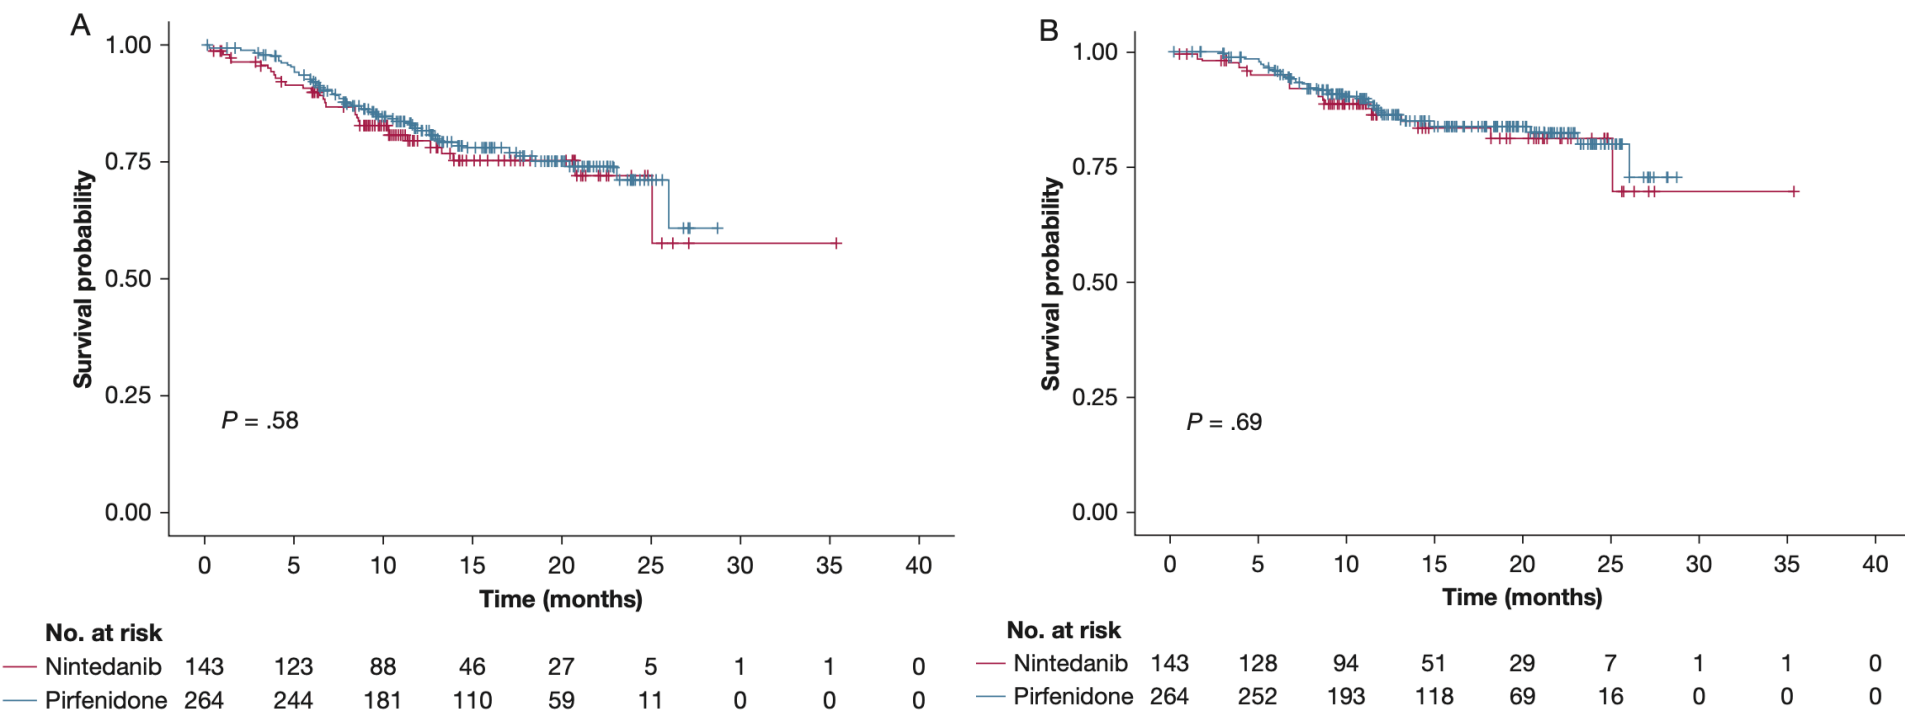 A
1.00
0.75
0.50
0.25
0.00
Survival probability
P = .58
0 5 10 15 20 25 30 35 40
Time (months)
No. at risk
Nintedanib 143 123 88 46 27 5 1 1 0
Pirfenidone 264 244 181 110 59 11 0 0 0
B
1.00
0.75
0.50
0.25
0.00
Survival probability
P = .69
0 5 10 15 20 25 30 35 40
Time (months)
No. at risk
Nintedanib 143 128 94 51 29 7 1 1 0
Pirfenidone 264 252 193 118 69 16 0 0 0